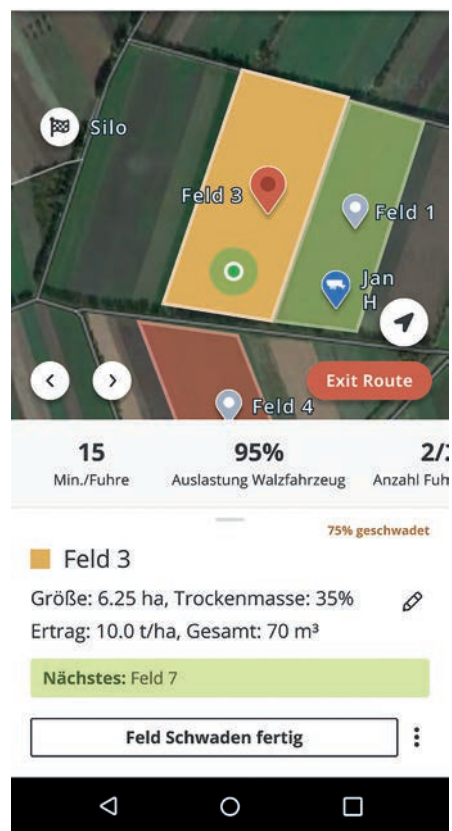 Silo
Feld 3
Feld 1
Jan
H
Exit Route
Feld 4
15
95%
2/
Min./Fuhre
Auslastung Walzfahrzeug
Anzahl Fuh
75% geschwadet
Feld 3
Größe: 6.25 ha, Trockenmasse: 35%
Ertrag: 10.0 t/ha, Gesamt: 70 m³
Nächstes: Feld 7
Feld Schwaden fertig